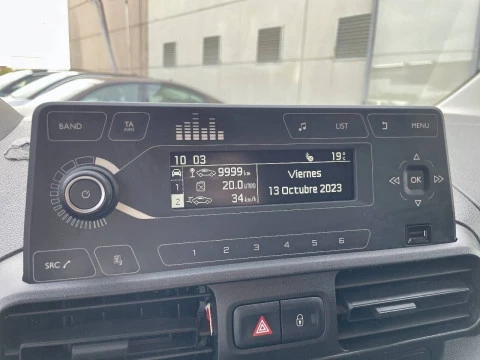 BAND
TA
INFO
LIST
MENU
10 03
19
9999 km
1
20.0 l/100
2
34 km/h
Viernes
13 Octubre 2023
OK
SRC
1 2 3 4 5 6